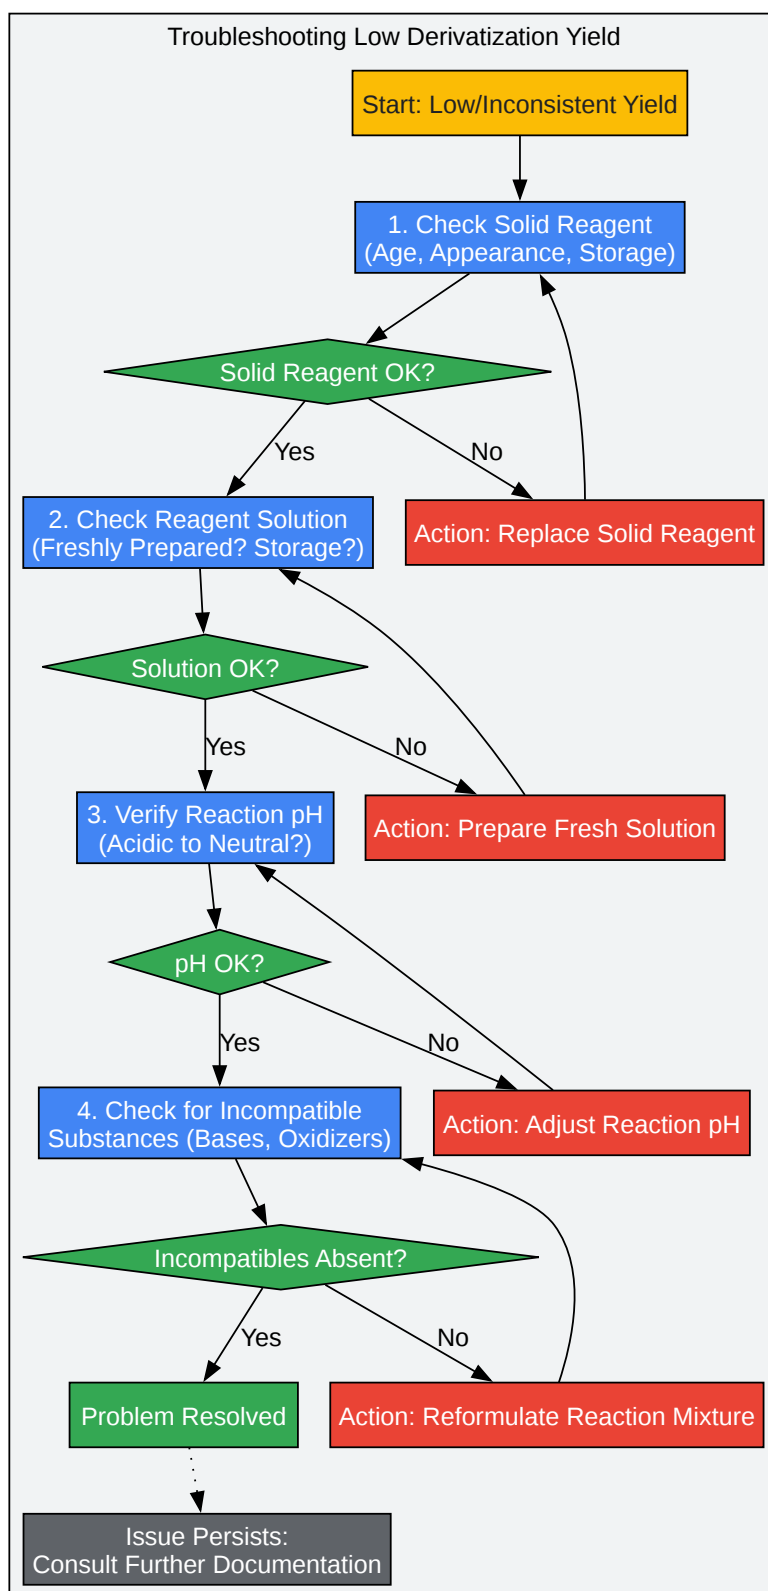 Troubleshooting Low Derivatization Yield
Start: Low/Inconsistent Yield
1. Check Solid Reagent
(Age, Appearance, Storage)
Solid Reagent OK?
Yes
No
2. Check Reagent Solution
(Freshly Prepared? Storage?)
Action: Replace Solid Reagent
Solution OK?
Yes
No
3. Verify Reaction pH
(Acidic to Neutral?)
Action: Prepare Fresh Solution
pH OK?
Yes
No
4. Check for Incompatible
Substances (Bases, Oxidizers)
Action: Adjust Reaction pH
Incompatibles Absent?
Yes
No
Problem Resolved
Action: Reformulate Reaction Mixture
Issue Persists:
Consult Further Documentation